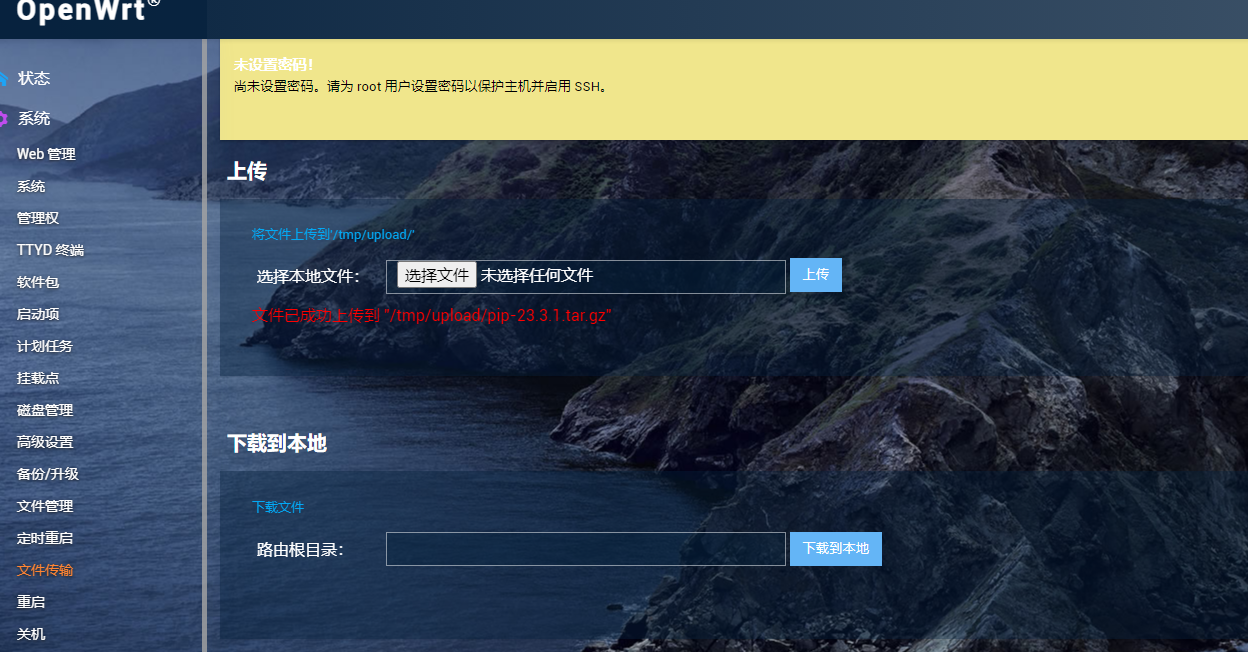 OpenWrt®
状态
系统
Web 管理
系统
管理权
TTYD 终端
软件包
启动项
计划任务
挂载点
磁盘管理
高级设置
备份/升级
文件管理
定时重启
文件传输
重启
关机
未设置密码!
尚未设置密码。请为 root 用户设置密码以保护主机并启用 SSH。
上传
将文件上传到'/tmp/upload/'
选择本地文件: 选择文件 未选择任何文件 上传
文件已成功上传到 "/tmp/upload/pip-23.3.1.tar.gz"
下载到本地
下载文件
路由根目录: 下载到本地